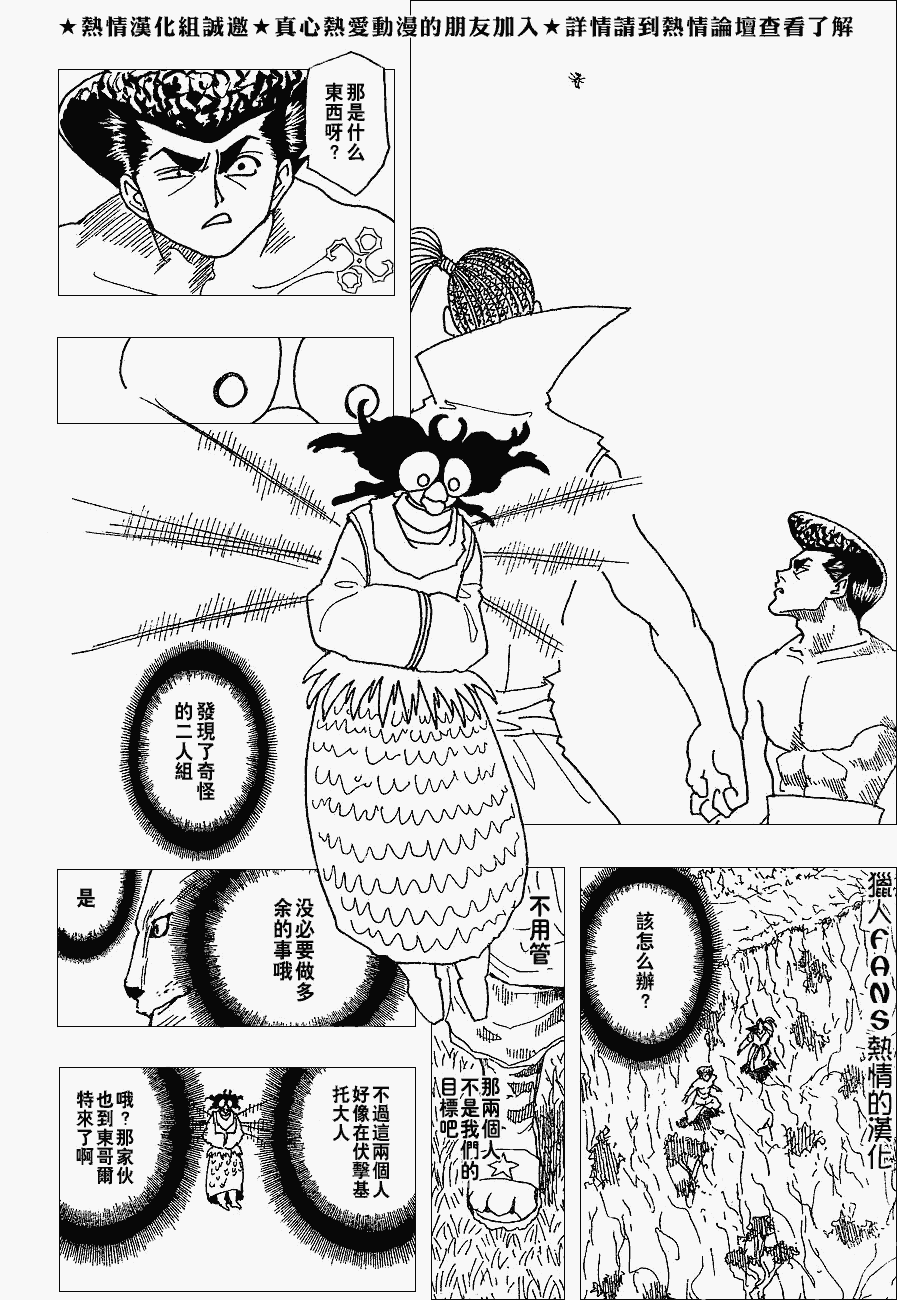 ★熱情漢化組誠邀★真心熱愛動漫的朋友加入★詳情請到熱情論壇查看了解
那是什么
東西呀？
發現了奇怪
的二人組
該怎么辦？
獵人FANS熱情的漢化
不用管
那兩個人
不是我們的
目標吧
没必要做多
余的事哦
是
不過這兩個人
好像在伏擊基
托大人
哦？那家伙
也到東哥爾
特來了啊